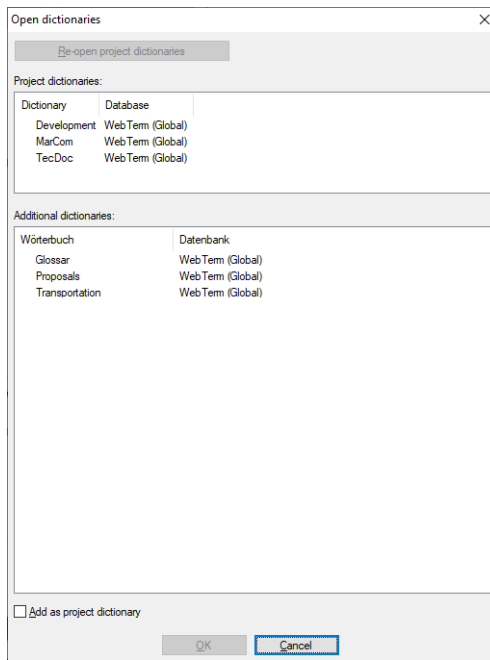 Open dictionaries
Re-open project dictionaries
Project dictionaries:
Dictionary Database
Development WebTerm (Global)
MarCom WebTerm (Global)
TecDoc WebTerm (Global)
Additional dictionaries:
Wörterbuch Datenbank
Glossar WebTerm (Global)
Proposals WebTerm (Global)
Transportation WebTerm (Global)
Add as project dictionary
OK Cancel